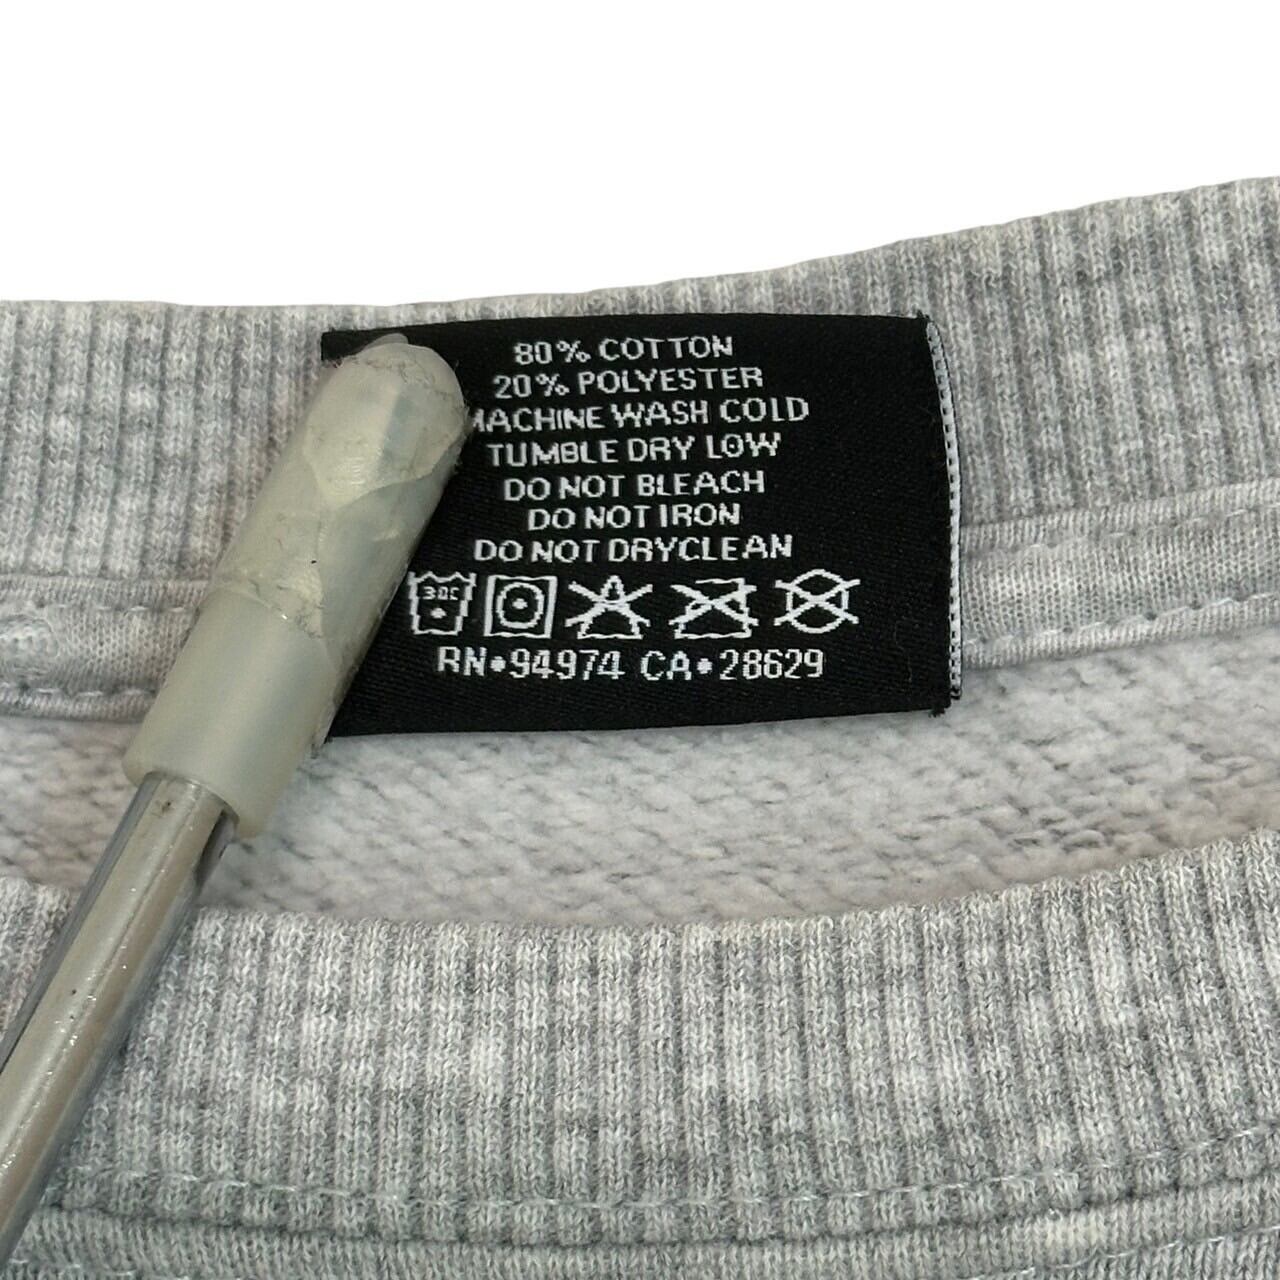 80% COTTON
20% POLYESTER
MACHINE WASH COLD
TUMBLE DRY LOW
DO NOT BLEACH
DO NOT IRON
DO NOT DRYCLEAN
30C
RN•94974 CA•28629